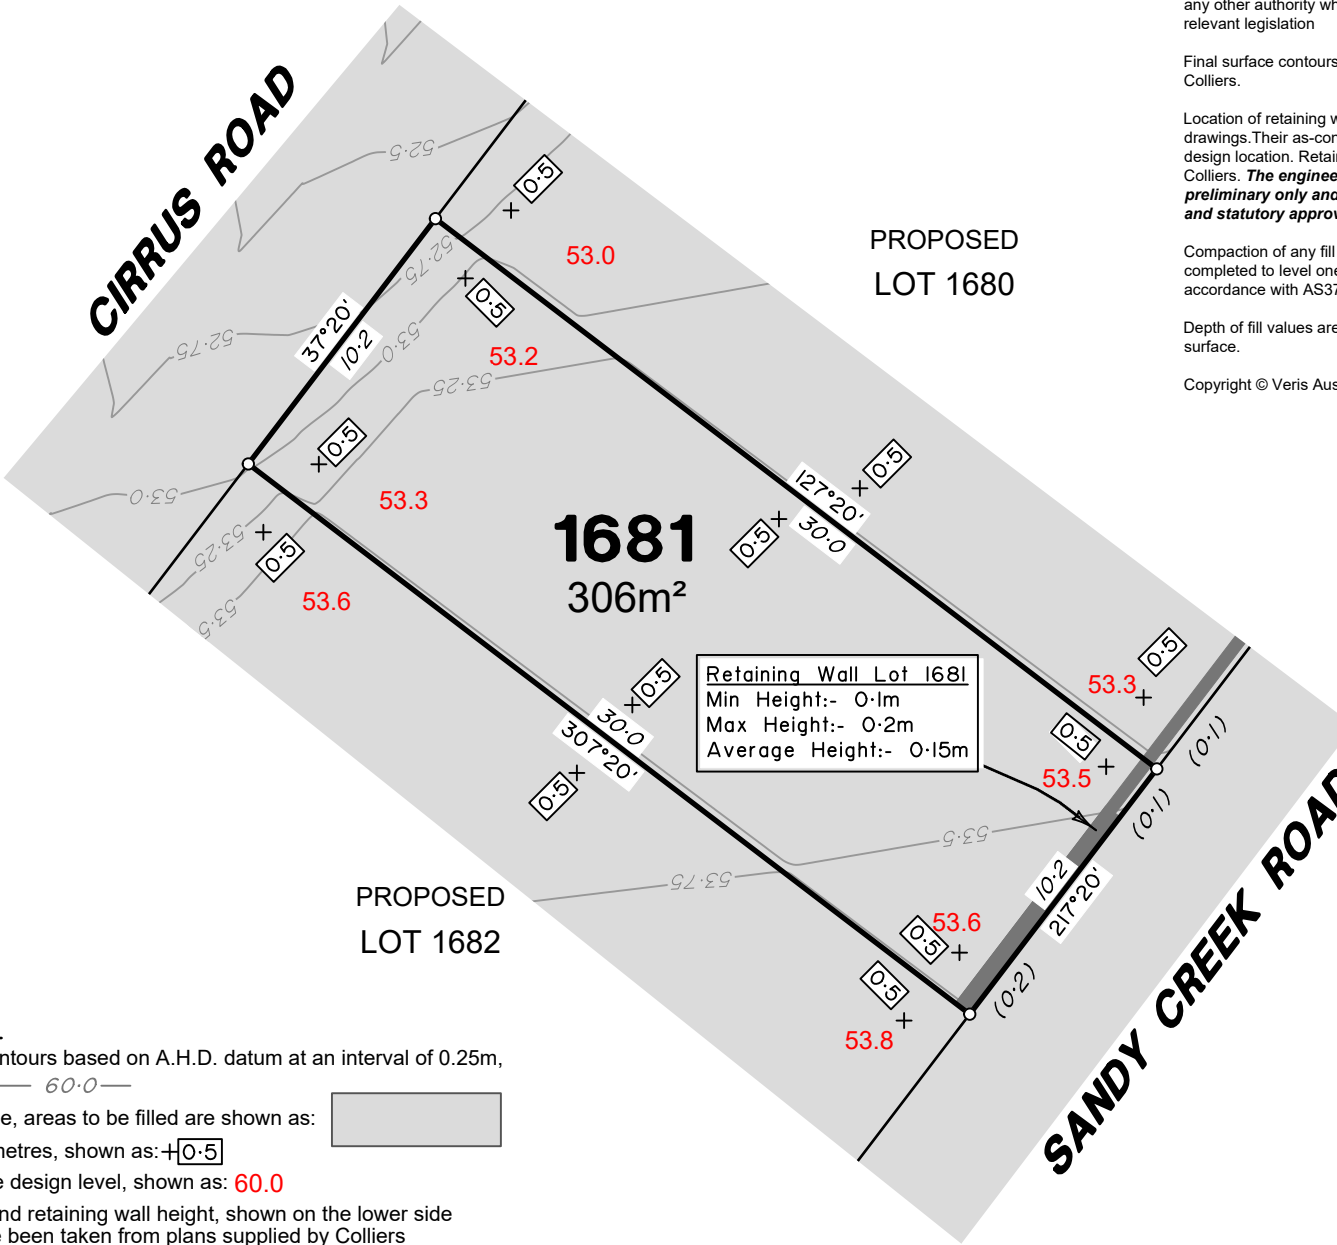 any other authority wh
relevant legislation
Final surface contours
Colliers.
Location of retaining w
drawings.Their as-con
design location. Retain
Colliers. The enginee
preliminary only and
and statutory approv
Compaction of any fill
completed to level one
accordance with AS37
Depth of fill values are
surface.
Copyright © Veris Aus
CIRRUS ROAD
52·5
0·5
53.0
PROPOSED
LOT 1680
52·75
0·5
37°20'
10·2
53·0
53.2
52·75
53·25
0·5
53·0
53.3
53·25
0·5
53·5
53.6
1681
306m²
0·5
127°20'
30·0
0·5
0·5
30·0
307°20'
0·5
Retaining Wall Lot 1681
Min Height:- 0·1m
Max Height:- 0·2m
Average Height:- 0·15m
0·5
53.3
0·5
53.5
(0·1)
(0·1)
53·5
53·75
10·2
217°20'
SANDY CREEK ROAD
PROPOSED
LOT 1682
53.6
0·5
0·5
(0·2)
53.8
ntours based on A.H.D. datum at an interval of 0.25m,
60·0
e, areas to be filled are shown as:
metres, shown as:+0·5
e design level, shown as: 60.0
nd retaining wall height, shown on the lower side
e been taken from plans supplied by Colliers